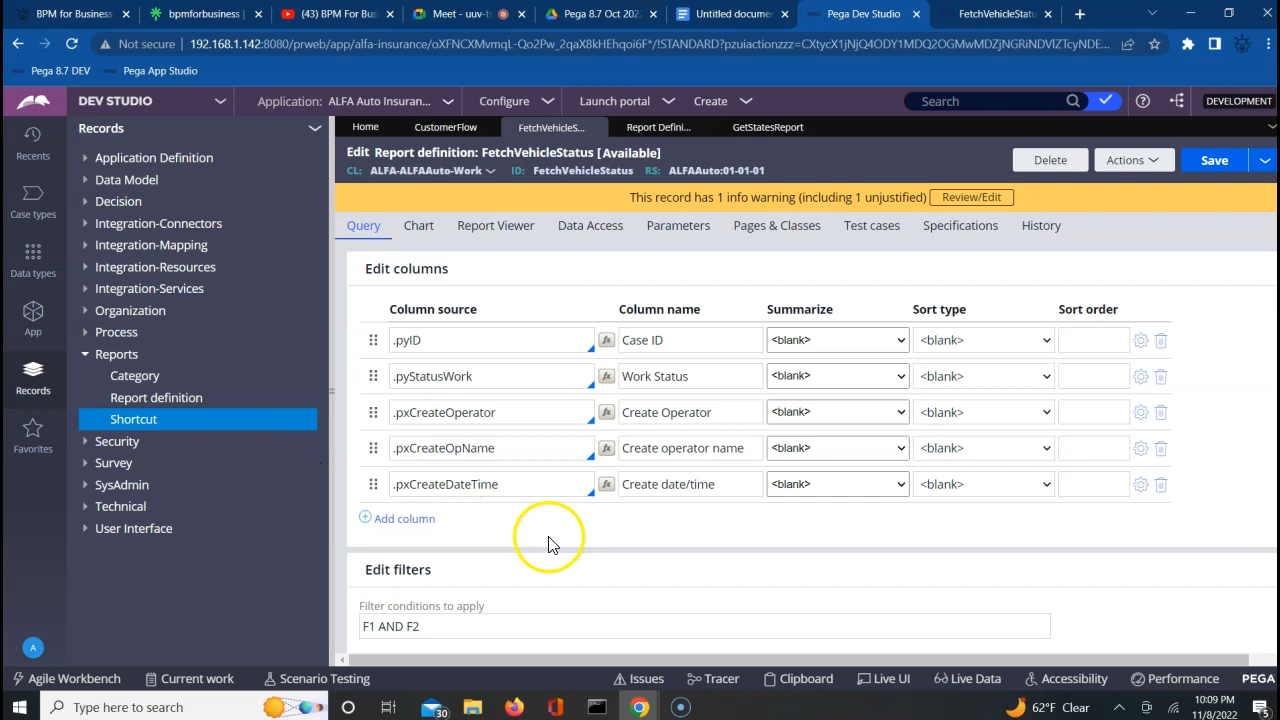 BPM for Business
bpmforbusiness |
(43) BPM For Bus
Meet - uuv-ts
Pega 8.7 Oct 202
Untitled docume
Pega Dev Studio
FetchVehicleStatu
Not secure 192.168.1.142:8080/prweb/app/alfa-insurance/oXFNCXMvmqL-Qo2Pw_2qaX8kHEhqoi6F*/!STANDARD?pzuiactionzzz=CXtycX1jNjQ4ODY1MDQ2OGMwMDZjNGRiNDVlZTcyNDE...
Pega 8.7 DEV Pega App Studio
DEV STUDIO
Application: ALFA Auto Insuran... Configure Launch portal Create Search DEVELOPMENT
Records
Home CustomerFlow FetchVehicleS... Report Defini... GetStatesReport
Recents
Case types
Data types
App
Records
Favorites
A
Application Definition
Data Model
Decision
Integration-Connectors
Integration-Mapping
Integration-Resources
Integration-Services
Organization
Process
Reports
Category
Report definition
Shortcut
Security
Survey
SysAdmin
Technical
User Interface
Edit Report definition: FetchVehicleStatus [Available]
CL: ALFA-ALFAAuto-Work ID: FetchVehicleStatus RS: ALFAAuto:01-01-01
Delete Actions Save
This record has 1 info warning (including 1 unjustified) Review/Edit
Query Chart Report Viewer Data Access Parameters Pages & Classes Test cases Specifications History
Edit columns
Column source Column name Summarize Sort type Sort order
.pyID fx Case ID <blank> <blank>
.pyStatusWork fx Work Status <blank> <blank>
.pxCreateOperator fx Create Operator <blank> <blank>
.pxCreateOpName fx Create operator name <blank> <blank>
.pxCreateDateTime fx Create date/time <blank> <blank>
Add column
Edit filters
Filter conditions to apply
F1 AND F2
Agile Workbench Current work Scenario Testing Issues Tracer Clipboard Live UI Live Data Accessibility Performance PEGA
Type here to search
30
62°F Clear
10:09 PM
11/8/2022
5